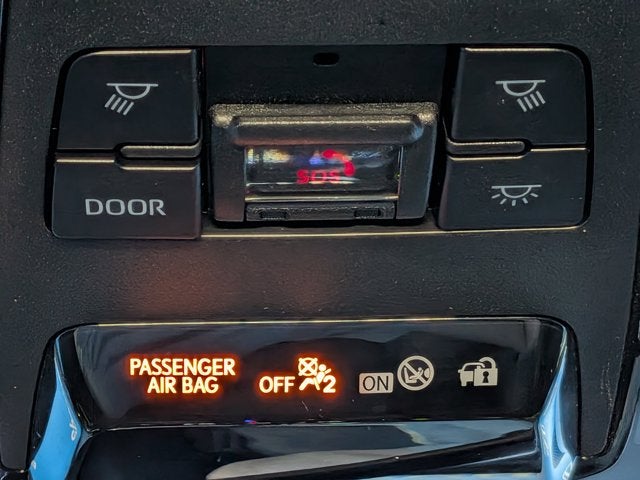 SOS
DOOR
PASSENGER
AIR BAG
OFF 2
ON